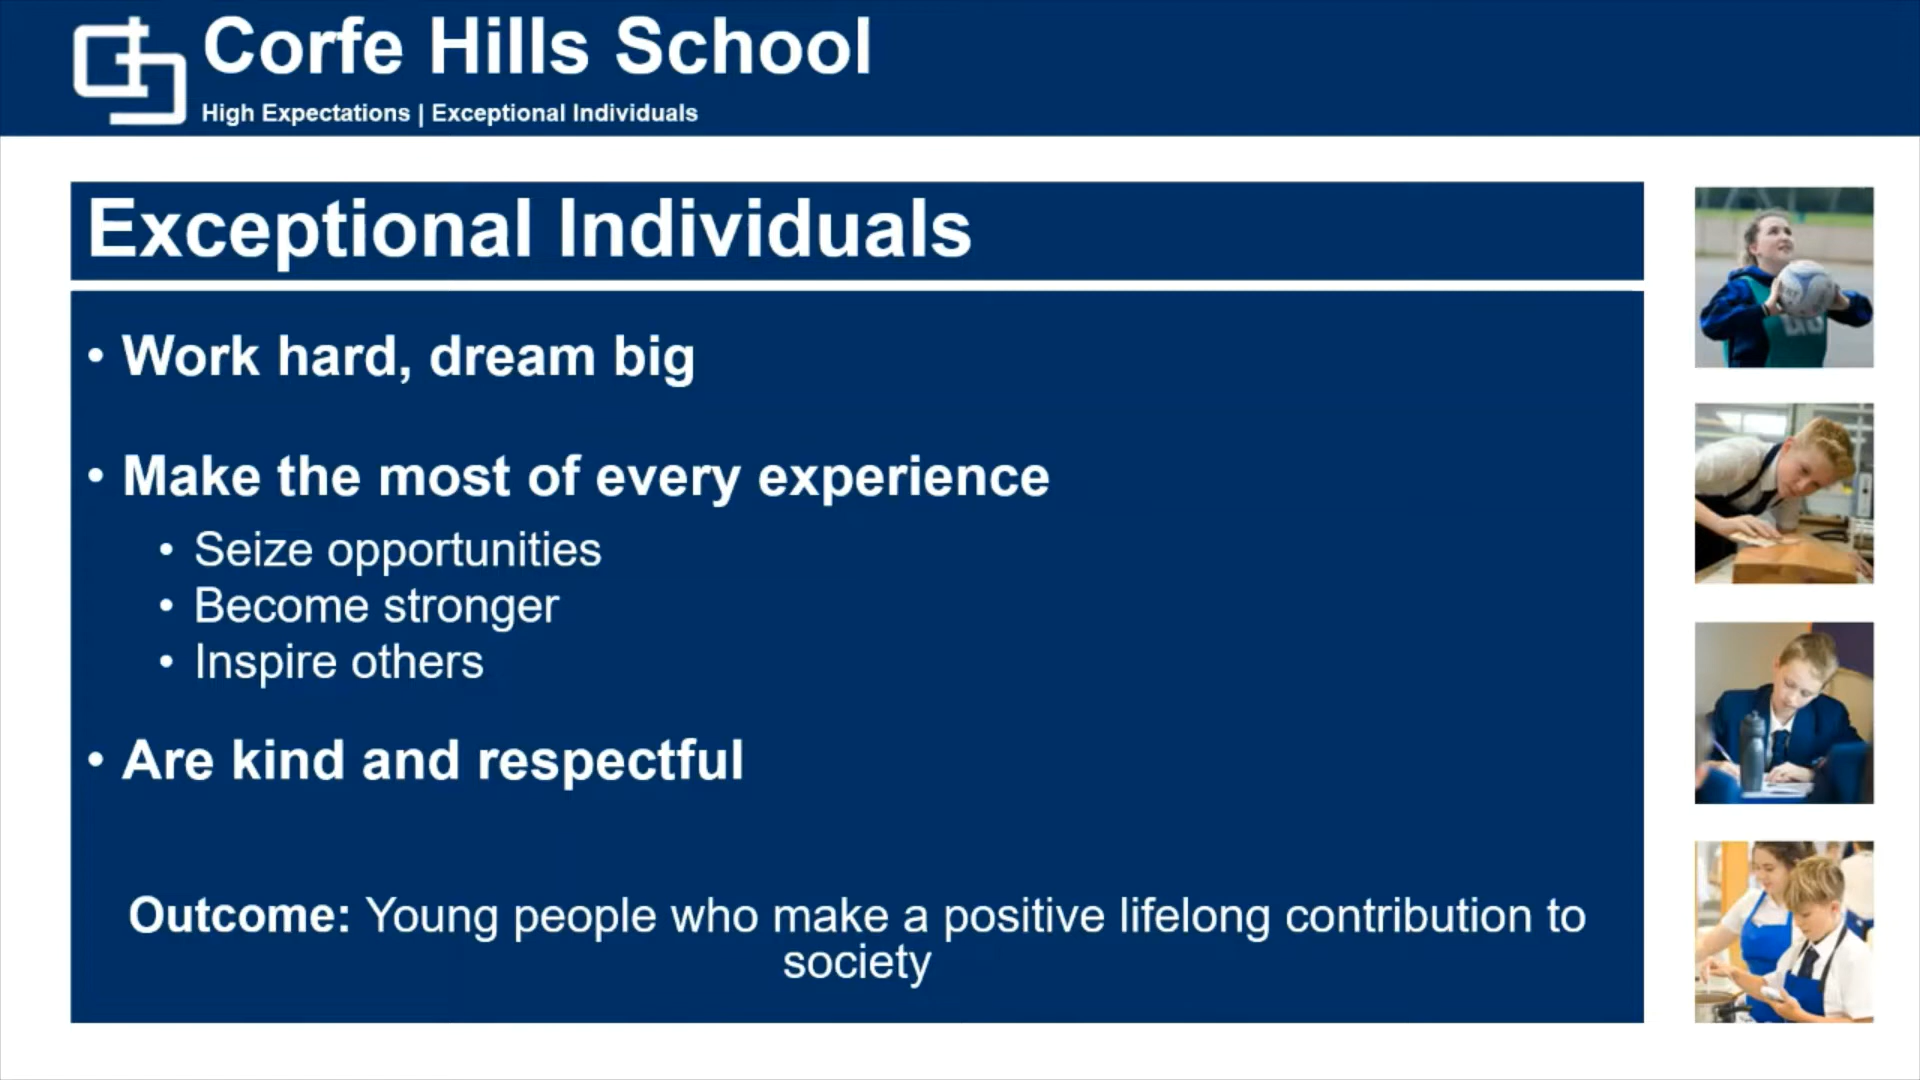 Corfe Hills School
High Expectations | Exceptional Individuals
Exceptional Individuals
• Work hard, dream big
• Make the most of every experience
• Seize opportunities
• Become stronger
• Inspire others
• Are kind and respectful
Outcome: Young people who make a positive lifelong contribution to
society